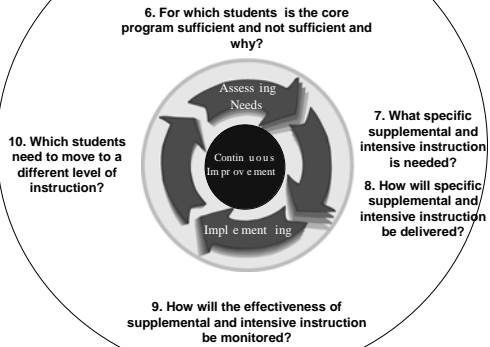 6. For which students is the core
program sufficient and not sufficient and
why?
Assess ing
Needs
7. What specific
supplemental and
intensive instruction
is needed?
10. Which students
need to move to a
different level of
instruction?
Contin u o u s
Im pr ov e ment
8. How will specific
supplemental and
intensive instruction
be delivered?
Impl e ment ing
9. How will the effectiveness of
supplemental and intensive instruction
be monitored?